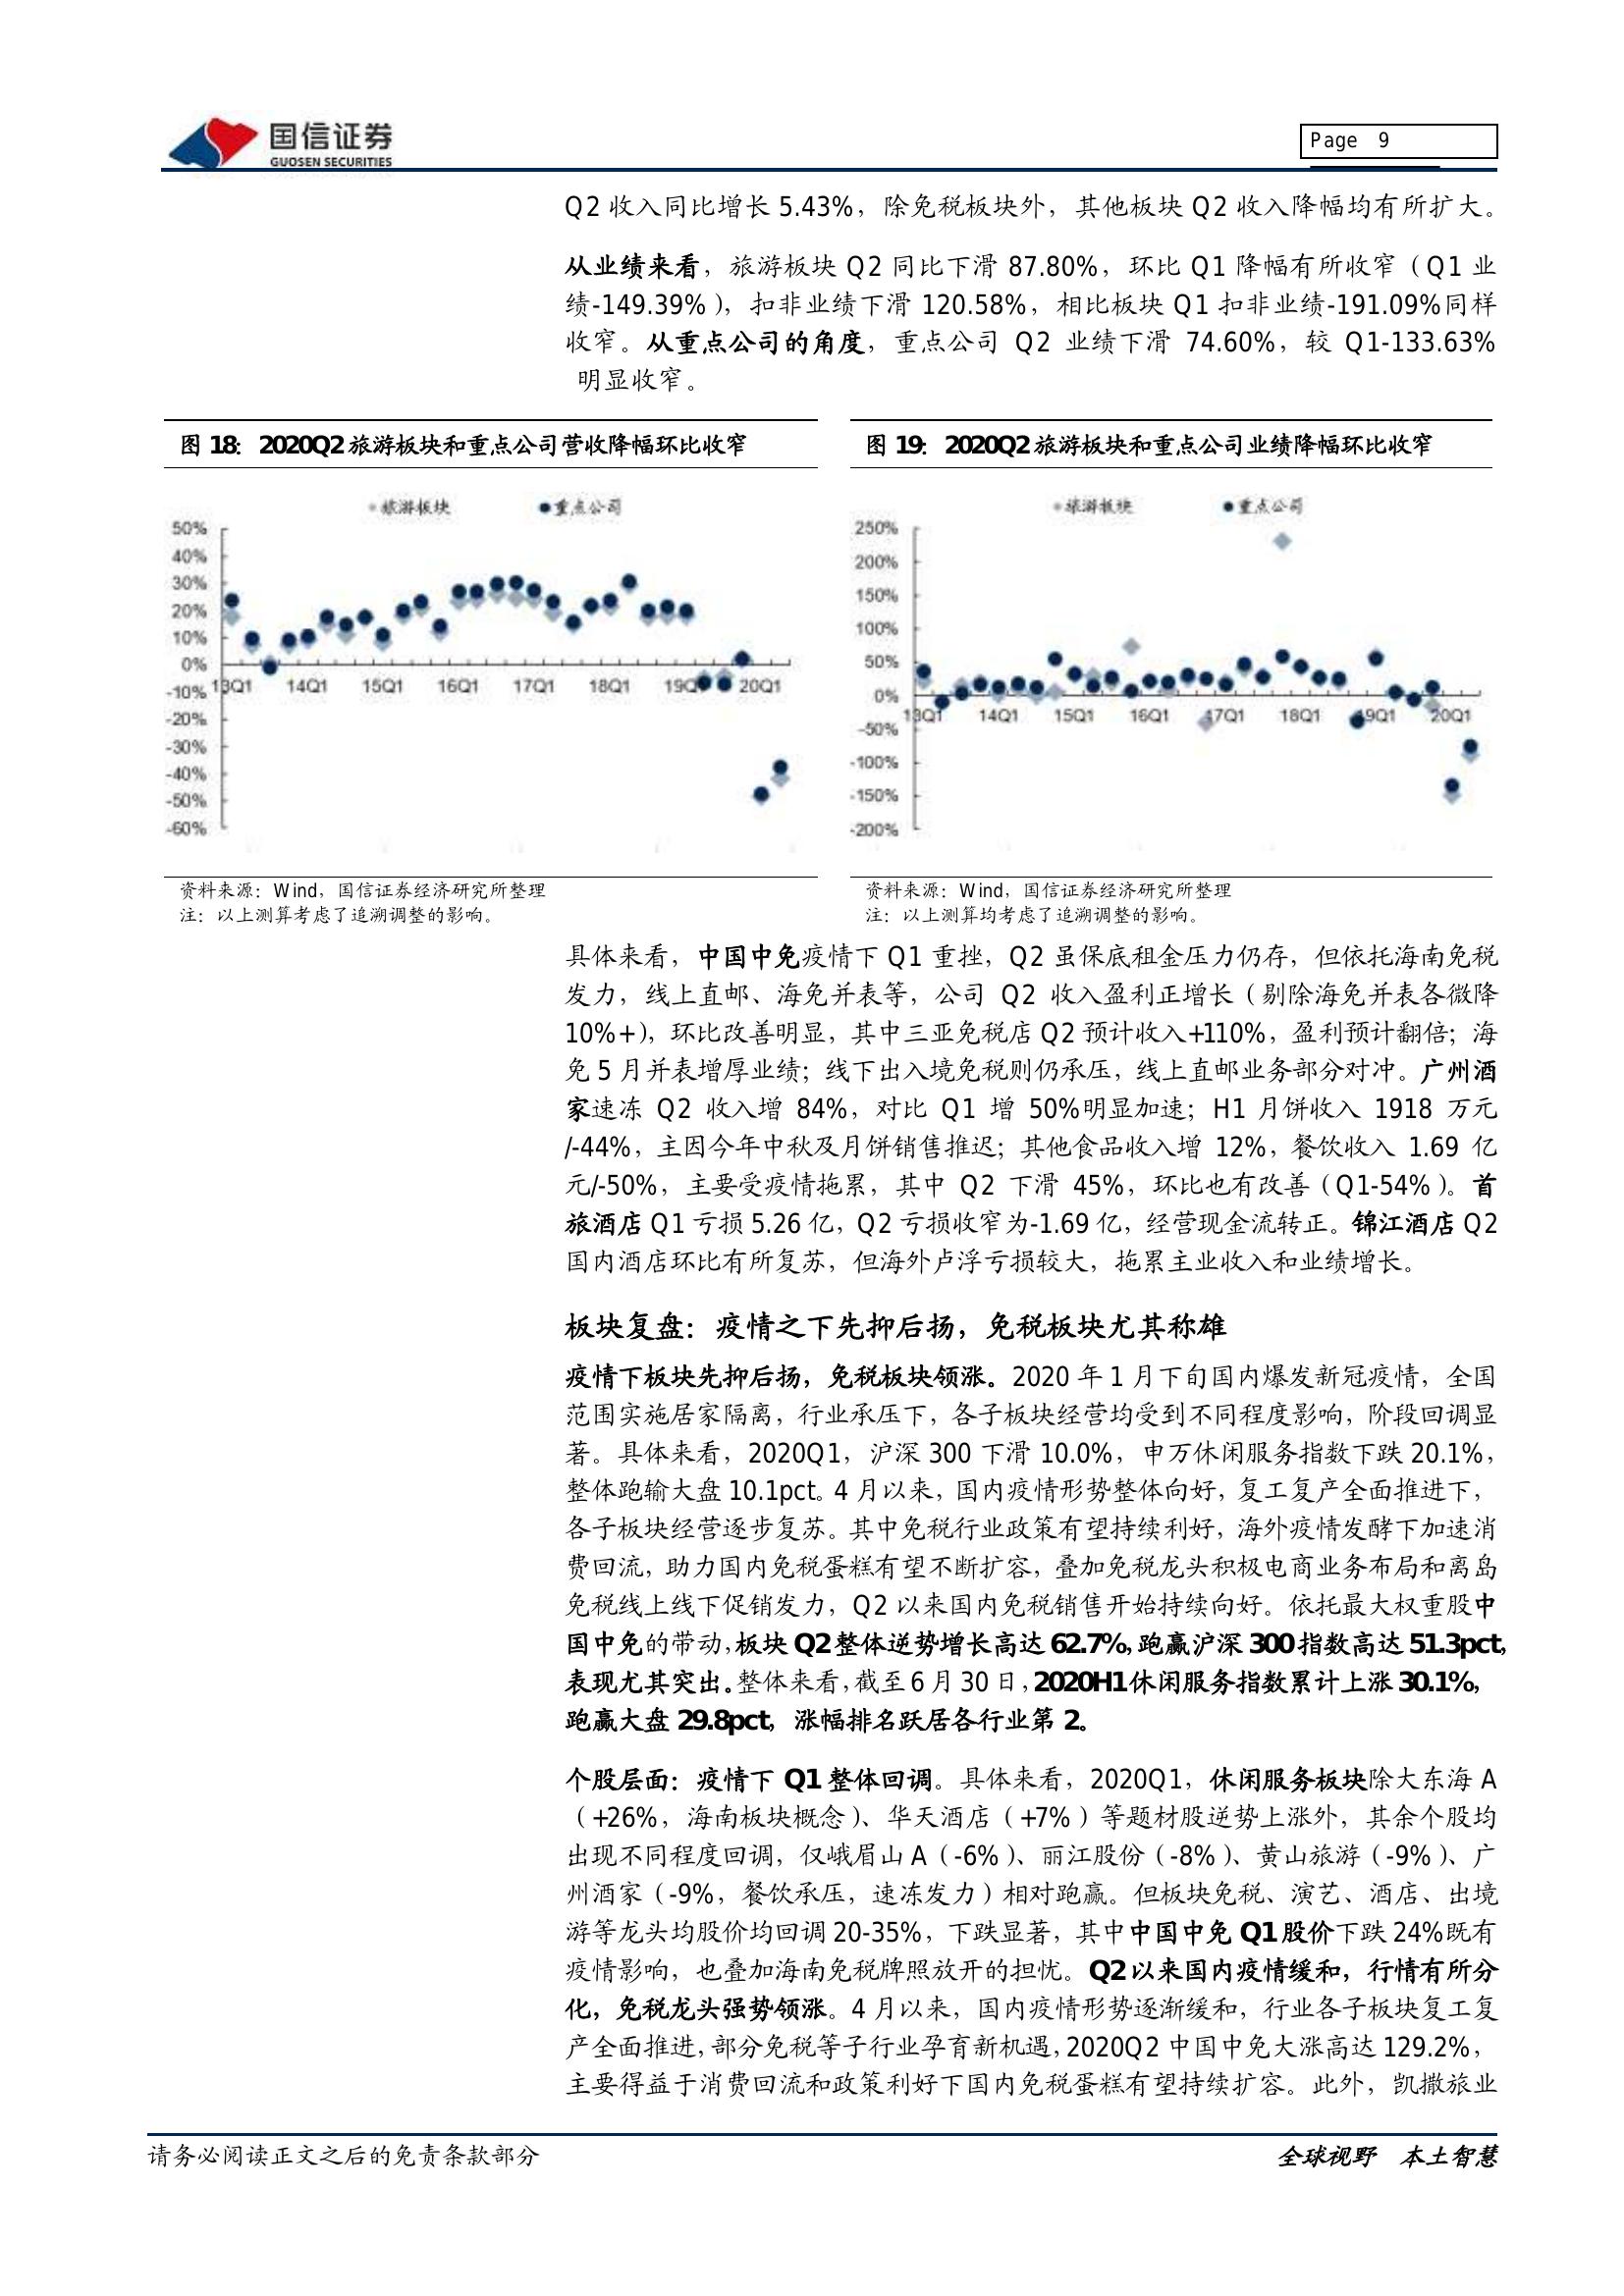 国信证券
GUOSEN SECURITIES
Page 9
Q2 收入同比增长 5.43%，除免税板块外，其他板块 Q2 收入降幅均有所扩大。
从业绩来看，旅游板块 Q2 同比下滑 87.80%，环比 Q1 降幅有所收窄（Q1 业
绩-149.39%），扣非业绩下滑 120.58%，相比板块 Q1 扣非业绩-191.09%同样
收窄。从重点公司的角度，重点公司 Q2 业绩下滑 74.60%，较 Q1-133.63%
明显收窄。
图 18：2020Q2 旅游板块和重点公司营收降幅环比收窄
旅游板块 重点公司
50%
40%
30%
20%
10%
0%
-10%
-20%
-30%
-40%
-50%
-60%
13Q1 14Q1 15Q1 16Q1 17Q1 18Q1 19Q1 20Q1
资料来源：Wind，国信证券经济研究所整理
注：以上测算考虑了追溯调整的影响。
图 19：2020Q2 旅游板块和重点公司业绩降幅环比收窄
旅游板块 重点公司
250%
200%
150%
100%
50%
0%
-50%
-100%
-150%
-200%
13Q1 14Q1 15Q1 16Q1 17Q1 18Q1 19Q1 20Q1
资料来源：Wind，国信证券经济研究所整理
注：以上测算均考虑了追溯调整的影响。
具体来看，中国中免疫情下 Q1 重挫，Q2 虽保底租金压力仍存，但依托海南免税
发力，线上直邮、海免并表等，公司 Q2 收入盈利正增长（剔除海免并表各微降
10%+），环比改善明显，其中三亚免税店 Q2 预计收入+110%，盈利预计翻倍；海
免 5 月并表增厚业绩；线下出入境免税则仍承压，线上直邮业务部分对冲。广州酒
家速冻 Q2 收入增 84%，对比 Q1 增 50%明显加速；H1 月饼收入 1918 万元
/-44%，主因今年中秋及月饼销售推迟；其他食品收入增 12%，餐饮收入 1.69 亿
元/-50%，主要受疫情拖累，其中 Q2 下滑 45%，环比也有改善（Q1-54%）。首
旅酒店 Q1 亏损 5.26 亿，Q2 亏损收窄为-1.69 亿，经营现金流转正。锦江酒店 Q2
国内酒店环比有所复苏，但海外卢浮亏损较大，拖累主业收入和业绩增长。
板块复盘：疫情之下先抑后扬，免税板块尤其称雄
疫情下板块先抑后扬，免税板块领涨。2020 年 1 月下旬国内爆发新冠疫情，全国
范围实施居家隔离，行业承压下，各子板块经营均受到不同程度影响，阶段回调显
著。具体来看，2020Q1，沪深 300 下滑 10.0%，申万休闲服务指数下跌 20.1%，
整体跑输大盘 10.1pct。4 月以来，国内疫情形势整体向好，复工复产全面推进下，
各子板块经营逐步复苏。其中免税行业政策有望持续利好，海外疫情发酵下加速消
费回流，助力国内免税蛋糕有望不断扩容，叠加免税龙头积极电商业务布局和离岛
免税线上线下促销发力，Q2 以来国内免税销售开始持续向好。依托最大权重股中
国中免的带动，板块 Q2 整体逆势增长高达 62.7%，跑赢沪深 300 指数高达 51.3pct，
表现尤其突出。整体来看，截至 6 月 30 日，2020H1 休闲服务指数累计上涨 30.1%，
跑赢大盘 29.8pct，涨幅排名跃居各行业第 2。
个股层面：疫情下 Q1 整体回调。具体来看，2020Q1，休闲服务板块除大东海 A
（+26%，海南板块概念）、华天酒店（+7%）等题材股逆势上涨外，其余个股均
出现不同程度回调，仅峨眉山 A（-6%）、丽江股份（-8%）、黄山旅游（-9%）、广
州酒家（-9%，餐饮承压，速冻发力）相对跑赢。但板块免税、演艺、酒店、出境
游等龙头均股价均回调 20-35%，下跌显著，其中中国中免 Q1 股价下跌 24%既有
疫情影响，也叠加海南免税牌照放开的担忧。Q2 以来国内疫情缓和，行情有所分
化，免税龙头强势领涨。4 月以来，国内疫情形势逐渐缓和，行业各子板块复工复
产全面推进，部分免税等子行业孕育新机遇，2020Q2 中国中免大涨高达 129.2%，
主要得益于消费回流和政策利好下国内免税蛋糕有望持续扩容。此外，凯撒旅业
请务必阅读正文之后的免责条款部分
全球视野 本土智慧